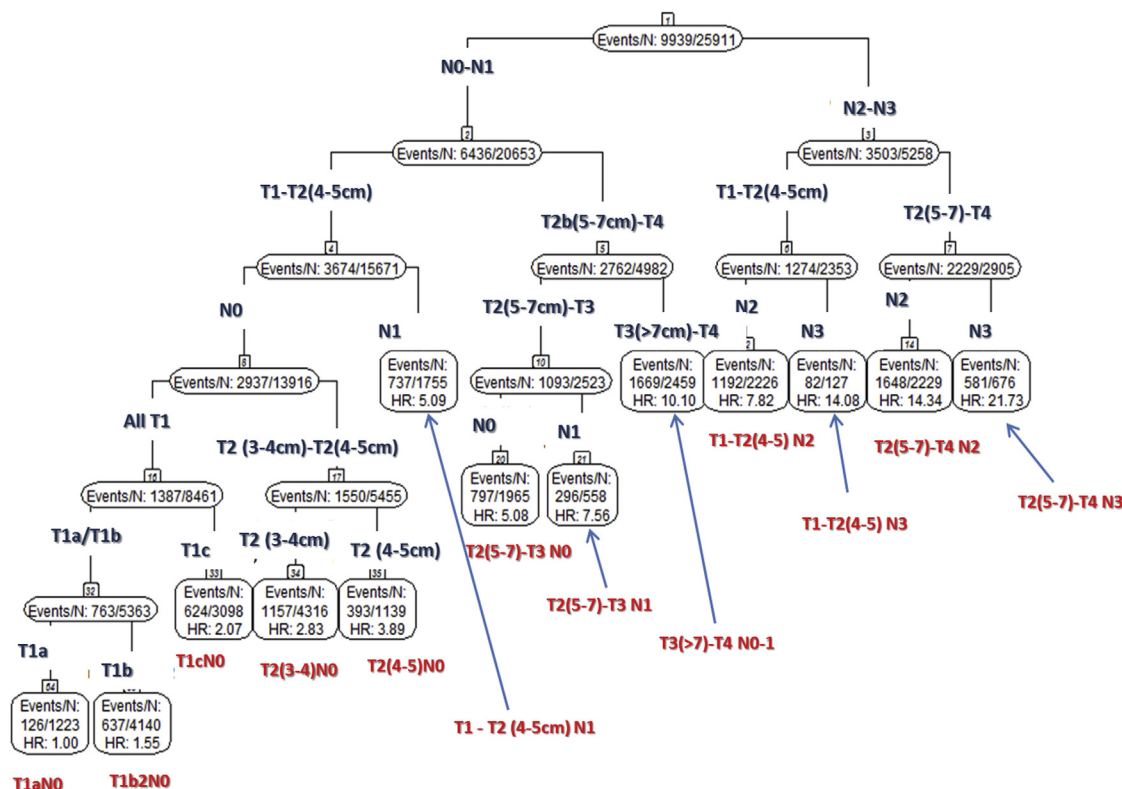 1
Events/N: 9939/25911
N0-N1
N2-N3
2
Events/N: 6436/20653
3
Events/N: 3503/5258
T1-T2(4-5cm)
T2b(5-7cm)-T4
T1-T2(4-5cm)
T2(5-7)-T4
4
Events/N: 3674/15671
5
Events/N: 2762/4982
6
Events/N: 1274/2353
7
Events/N: 2229/2905
N0
N1
T2(5-7cm)-T3
T3(>7cm)-T4
N2
N3
N2
N3
8
Events/N: 2937/13916
Events/N:
737/1755
HR: 5.09
10
Events/N: 1093/2523
Events/N:
1669/2459
HR: 10.10
2
Events/N:
1192/2226
HR: 7.82
Events/N:
82/127
HR: 14.08
14
Events/N:
1648/2229
HR: 14.34
Events/N:
581/676
HR: 21.73
All T1
T2 (3-4cm)-T2(4-5cm)
N0
N1
T1-T2(4-5) N2
T2(5-7)-T4 N2
16
Events/N: 1387/8461
17
Events/N: 1550/5455
20
Events/N:
797/1965
HR: 5.08
21
Events/N:
296/558
HR: 7.56
T2(5-7)-T4 N3
T1-T2(4-5) N3
T1a/T1b
T1c
T2 (3-4cm)
T2 (4-5cm)
T2(5-7)-T3 N0
32
Events/N: 763/5363
33
Events/N:
624/3098
HR: 2.07
34
Events/N:
1157/4316
HR: 2.83
35
Events/N:
393/1139
HR: 3.89
T2(5-7)-T3 N1
T3(>7)-T4 N0-1
T1a
T1b
T1cN0
T2(3-4)N0
T2(4-5)N0
64
Events/N:
126/1223
HR: 1.00
Events/N:
637/4140
HR: 1.55
T1 - T2 (4-5cm) N1
T1aN0
T1b2N0